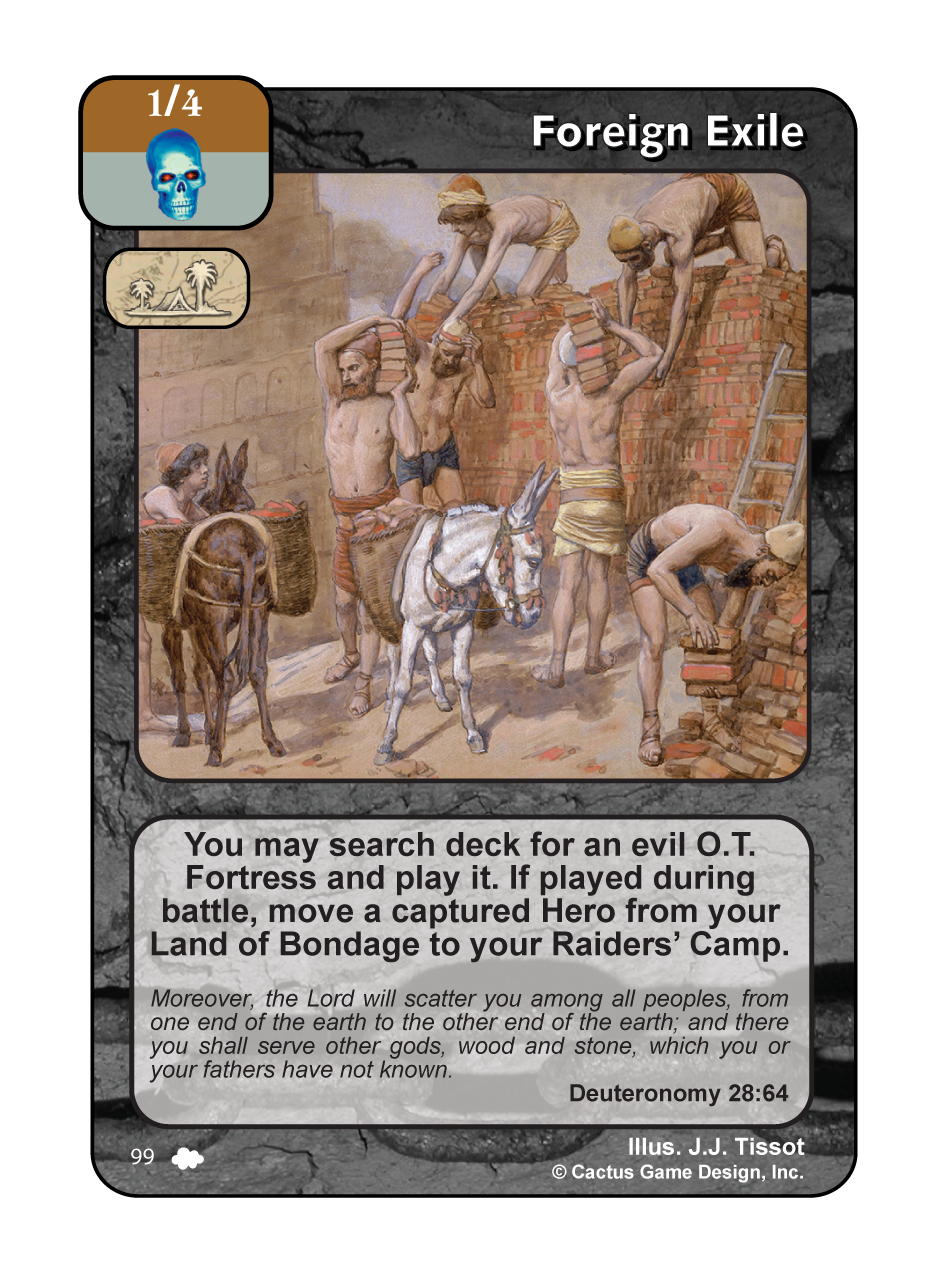 1/4
Foreign Exile
You may search deck for an evil O.T.
Fortress and play it. If played during
battle, move a captured Hero from your
Land of Bondage to your Raiders’ Camp.
Moreover, the Lord will scatter you among all peoples, from
one end of the earth to the other end of the earth; and there
you shall serve other gods, wood and stone, which you or
your fathers have not known.
Deuteronomy 28:64
99
Illus. J.J. Tissot
© Cactus Game Design, Inc.